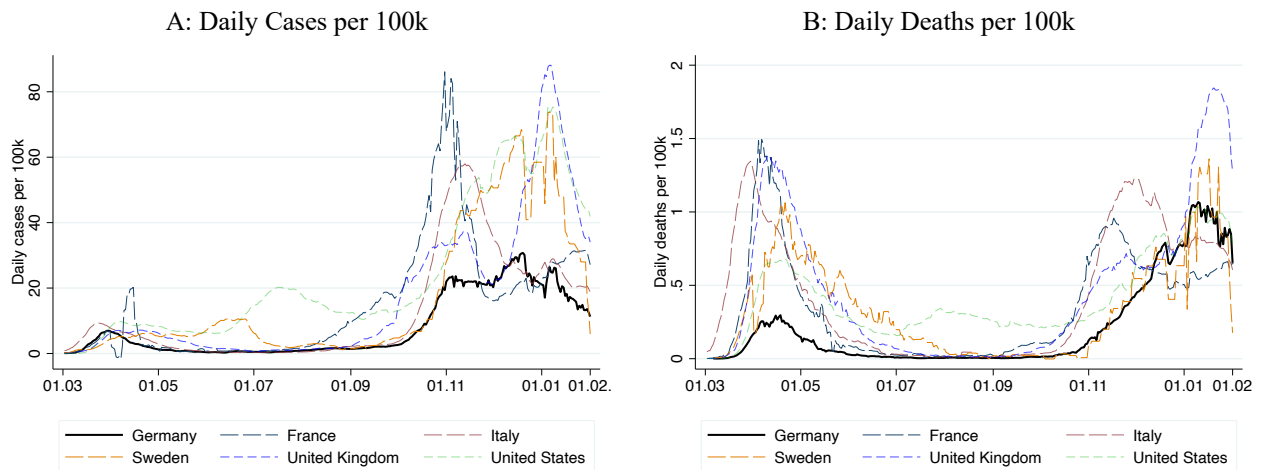 A: Daily Cases per 100k
Daily cases per 100k
80
60
40
20
0
01.03
01.05
01.07
01.09
01.11
01.01
01.02.
Germany
France
Italy
Sweden
United Kingdom
United States
B: Daily Deaths per 100k
Daily deaths per 100k
2
1.5
1
.5
0
01.03
01.05
01.07
01.09
01.11
01.01
01.02
Germany
France
Italy
Sweden
United Kingdom
United States